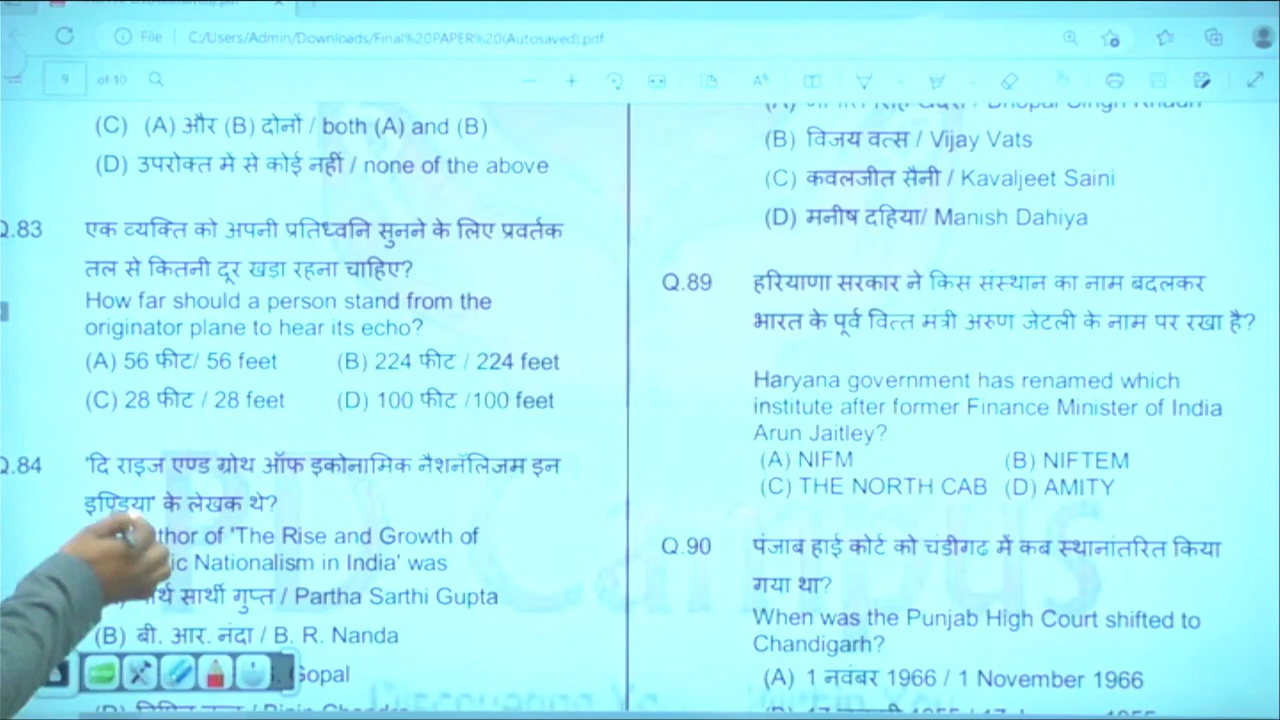 File
C:/Users/Admin/Downloads/Final%20PAPER%20(Autosaved).pdf
9 of 10
(C) (A) और (B) दोनों / both (A) and (B)
(D) उपरोक्त में से कोई नहीं / none of the above
Q.83 एक व्यक्ति को अपनी प्रतिध्वनि सुनने के लिए प्रवर्तक
तल से कितनी दूर खड़ा रहना चाहिए?
How far should a person stand from the
originator plane to hear its echo?
(A) 56 फीट/ 56 feet (B) 224 फीट / 224 feet
(C) 28 फीट / 28 feet (D) 100 फीट /100 feet
Q.84 'दि राइज एण्ड ग्रोथ ऑफ इकोनामिक नैशनॅलिजम इन
इण्डिया' के लेखक थे?
'The Rise and Growth of
Nationalism in India' was
सार्थी गुप्त / Partha Sarthi Gupta
(B) बी. आर. नंदा / B. R. Nanda
Gopal
(B) विजय वत्स / Vijay Vats
(C) कवलजीत सैनी / Kavaljeet Saini
(D) मनीष दहिया/ Manish Dahiya
Q.89 हरियाणा सरकार ने किस संस्थान का नाम बदलकर
भारत के पूर्व वित्त मंत्री अरुण जेटली के नाम पर रखा है?
Haryana government has renamed which
institute after former Finance Minister of India
Arun Jaitley?
(A) NIFM (B) NIFTEM
(C) THE NORTH CAB (D) AMITY
Q.90 पंजाब हाई कोर्ट को चंडीगढ में कब स्थानांतरित किया
गया था?
When was the Punjab High Court shifted to
Chandigarh?
(A) 1 नवंबर 1966 / 1 November 1966
Campus